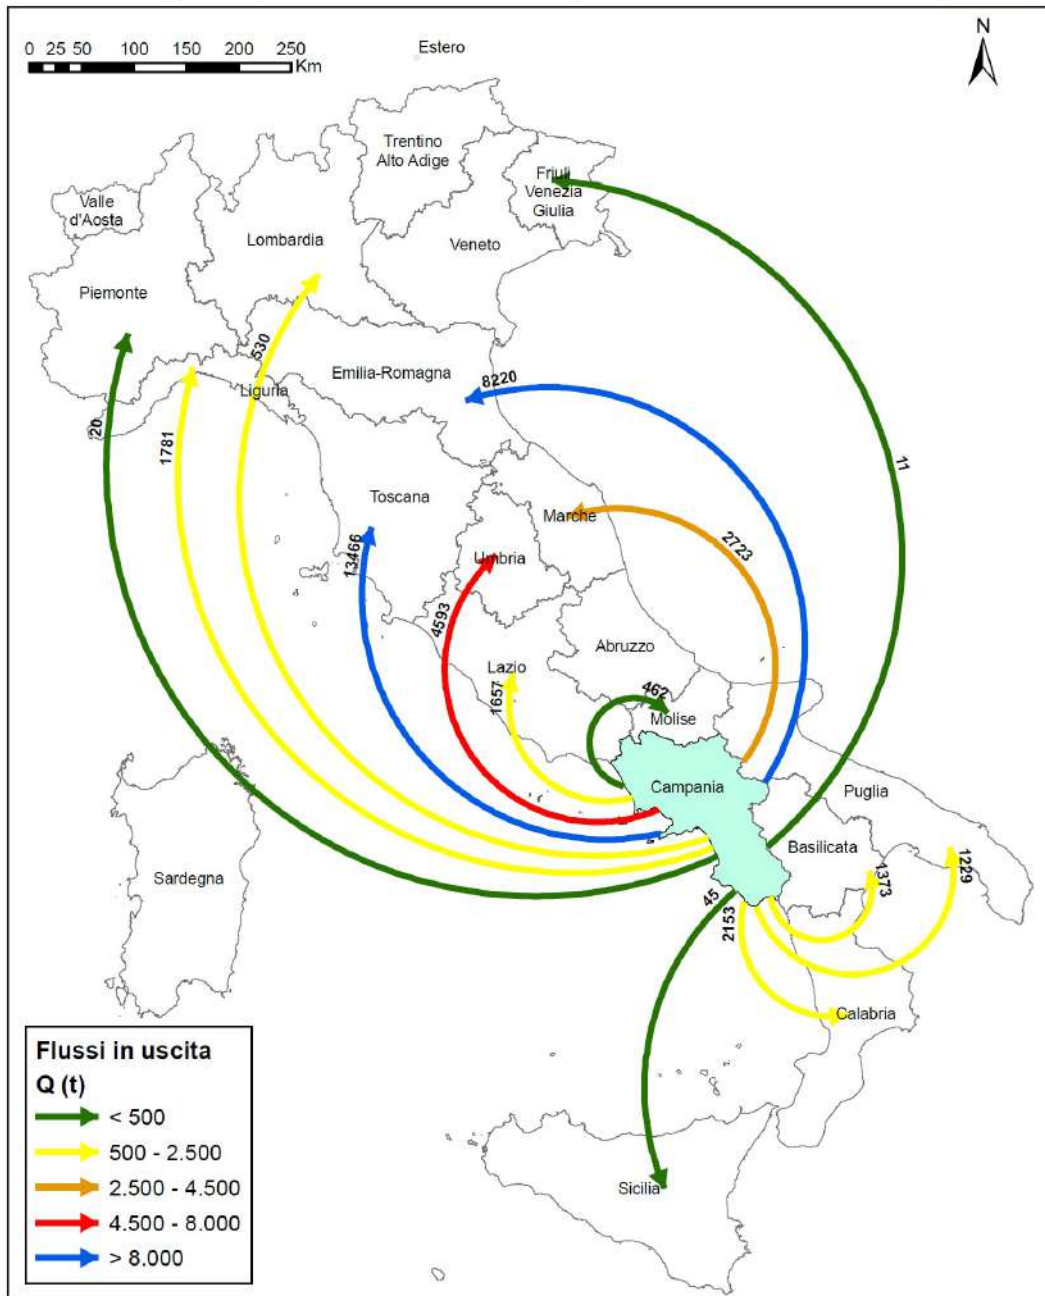 0 25 50 100 150 200 250
Km
Estero
N
Trentino
Alto Adige
Friuli
Venezia
Giulia
Valle
d'Aosta
Lombardia
Veneto
Piemonte
530
Emilia-Romagna
8220
Liguria
20
1781
11
Toscana
Marche
13466
Umbria
2723
4593
Abruzzo
Lazio
1657
462
Molise
Campania
Puglia
Basilicata
1229
1373
Sardegna
45
2153
Calabria
Sicilia
Flussi in uscita
Q (t)
< 500
500 - 2.500
2.500 - 4.500
4.500 - 8.000
> 8.000